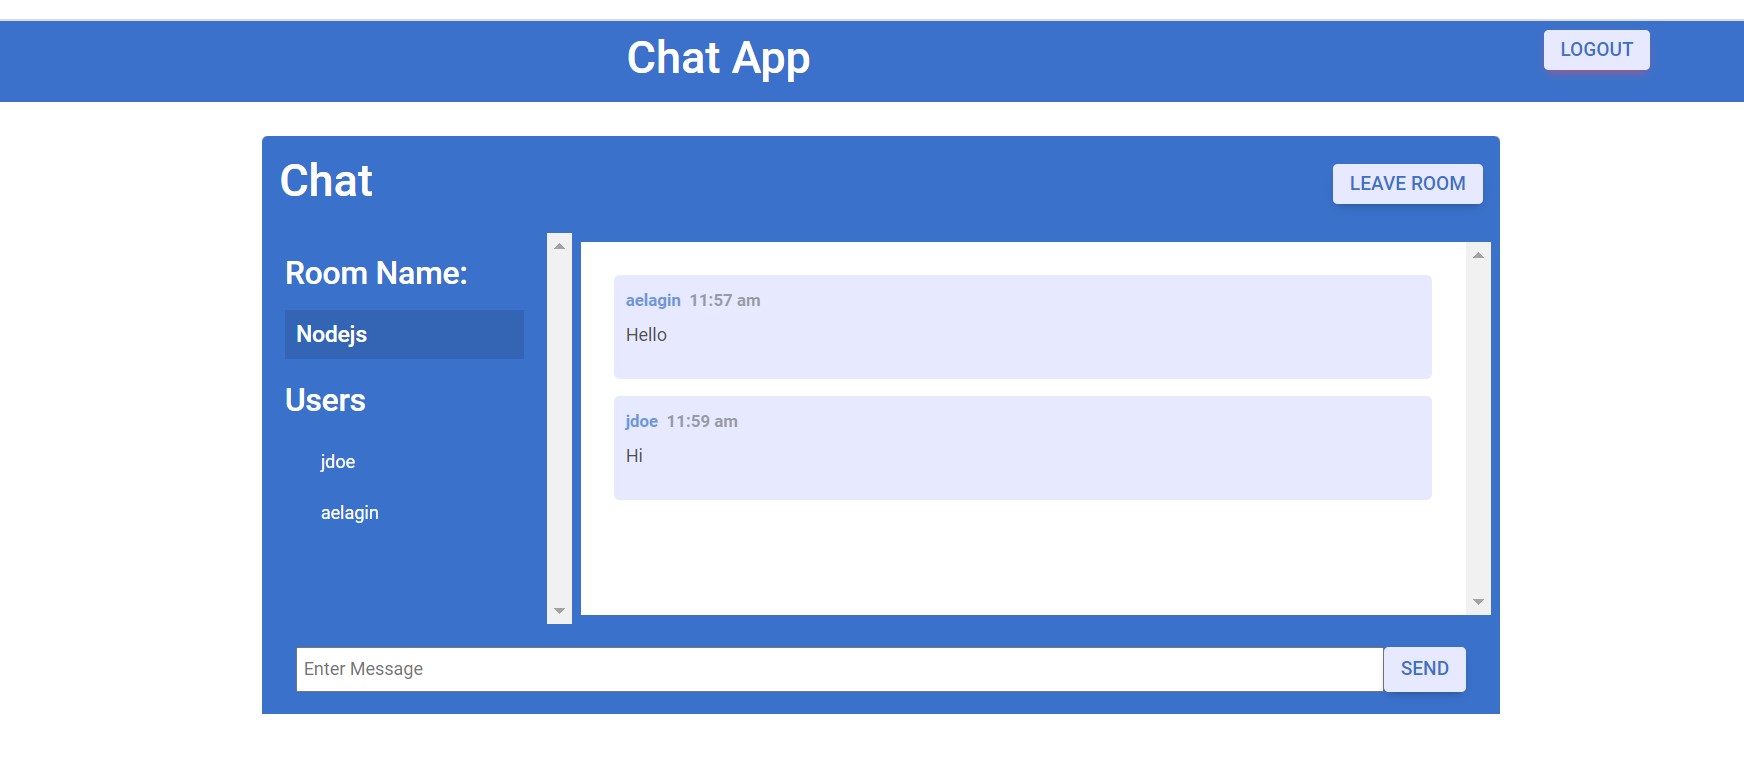 Chat App
LOGOUT
Chat
LEAVE ROOM
Room Name:
Nodejs
Users
jdoe
aelagin
aelagin 11:57 am
Hello
jdoe 11:59 am
Hi
Enter Message
SEND